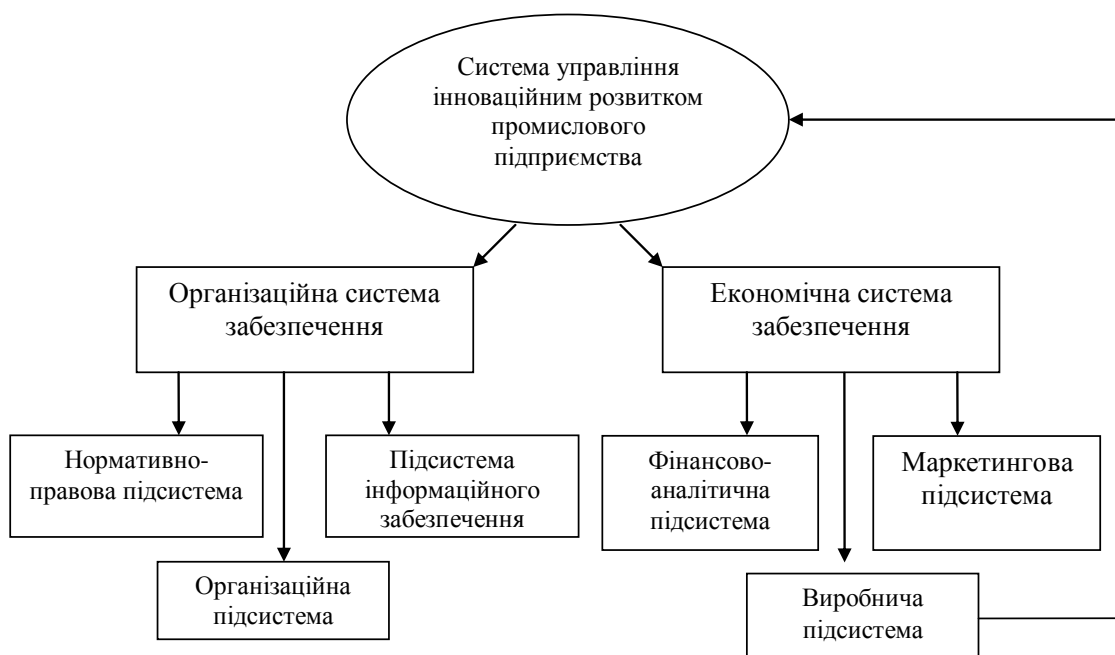 Система управління
інноваційним розвитком
промислового
підприємства
Організаційна система
забезпечення
Економічна система
забезпечення
Нормативно-
правова підсистема
Підсистема
інформаційного
забезпечення
Фінансово-
аналітична
підсистема
Маркетингова
підсистема
Організаційна
підсистема
Виробнича
підсистема